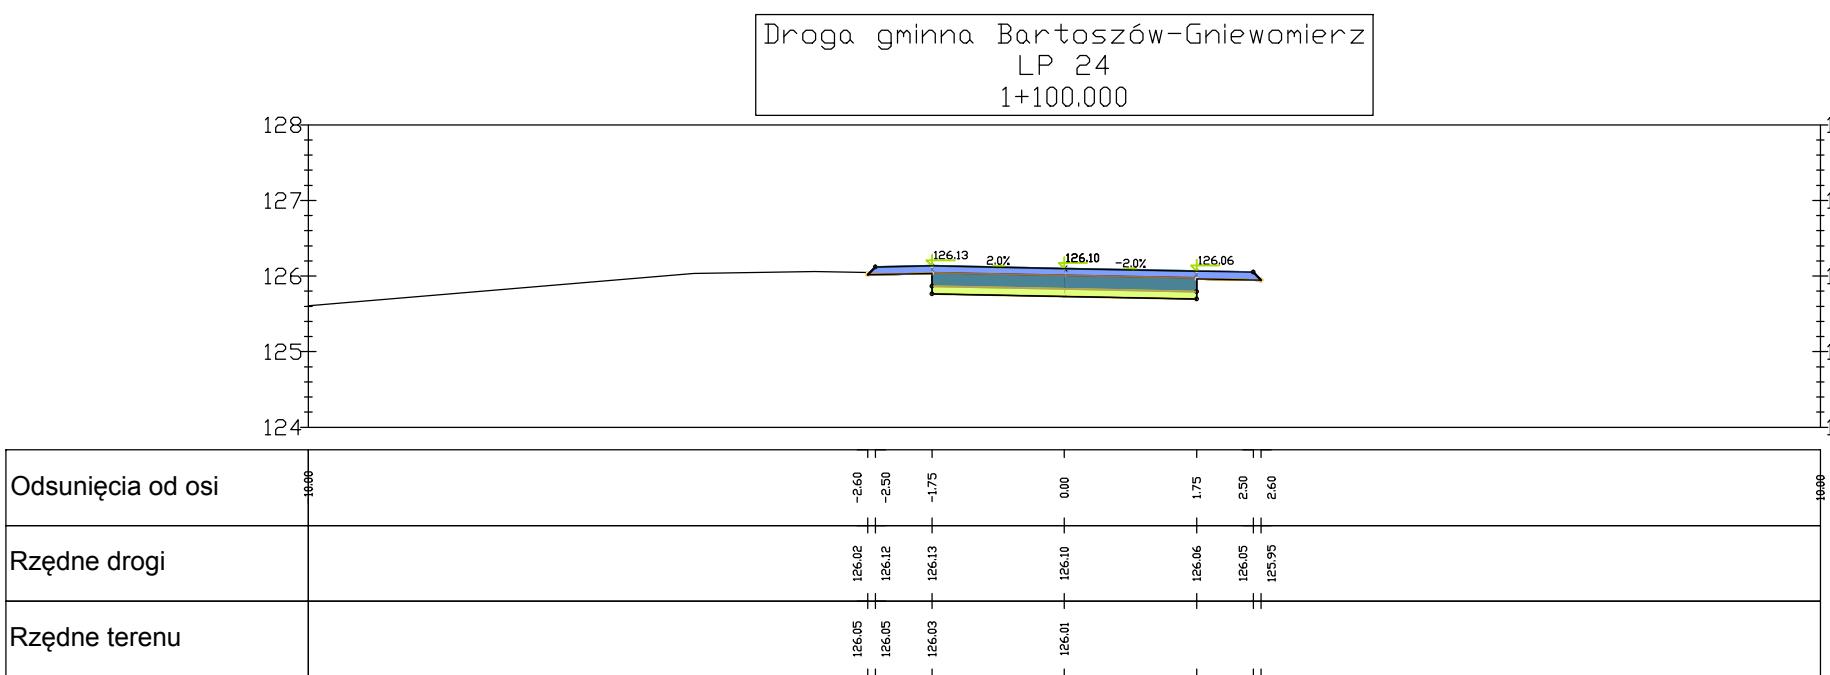 Droga gminna Bartoszów-Gniewomierz
LP 24
1+100.000
128
127
126
125
124
126.13
2.0%
126.10
-2.0%
126.06
Odsunięcia od osi
10.00 -2.60 -2.50 -1.75 0.00 1.75 2.50 2.60 10.00
Rzędne drogi
126.02 126.12 126.13 126.10 126.06 126.05 125.95
Rzędne terenu
126.05 126.05 126.03 126.01